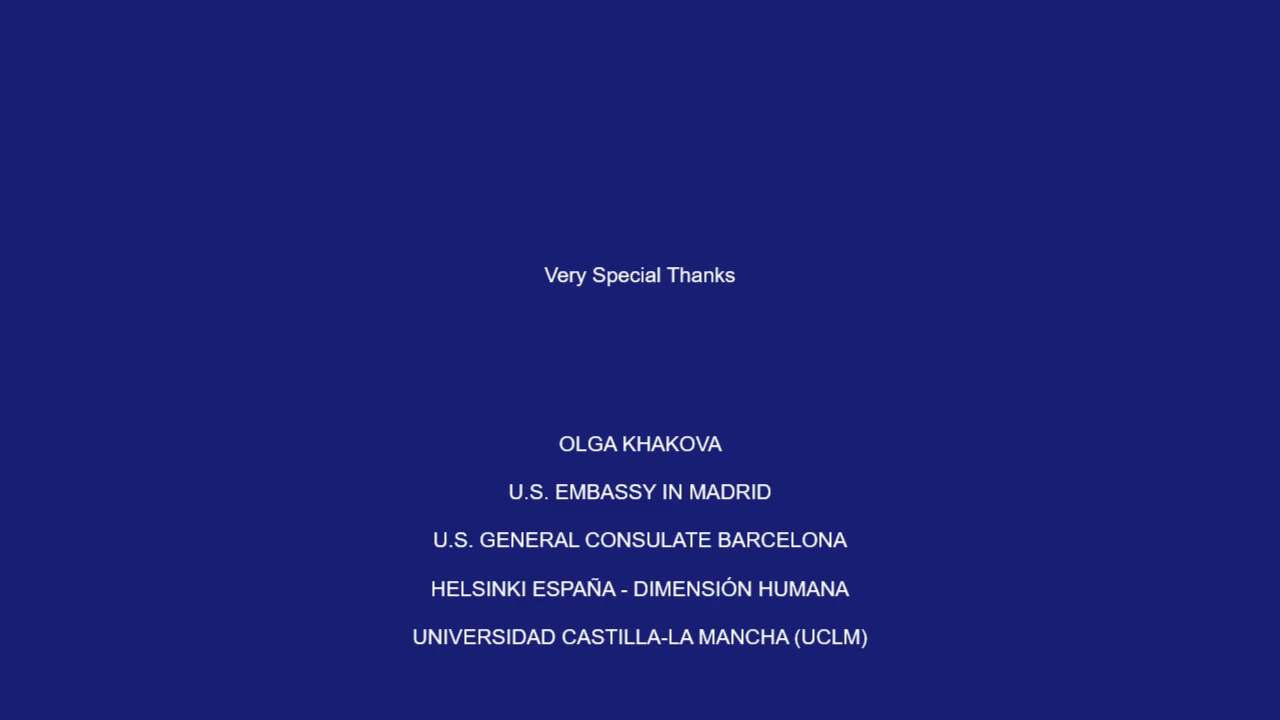 Very Special Thanks
OLGA KHAKOVA
U.S. EMBASSY IN MADRID
U.S. GENERAL CONSULATE BARCELONA
HELSINKI ESPAÑA - DIMENSIÓN HUMANA
UNIVERSIDAD CASTILLA-LA MANCHA (UCLM)